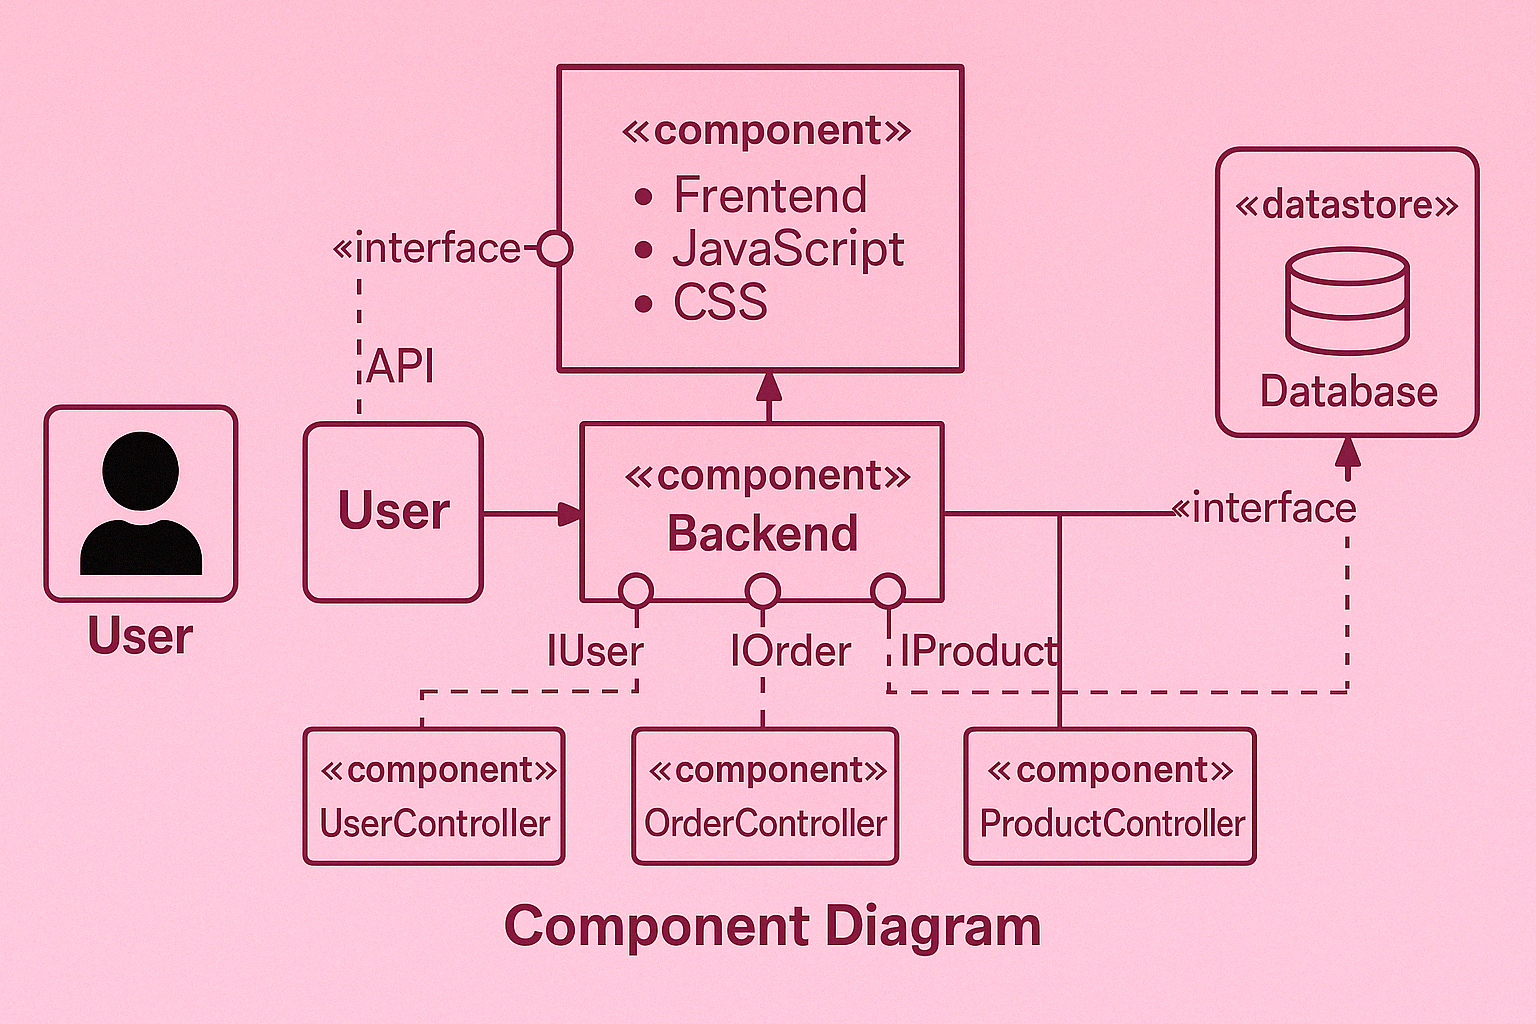 «component»
• Frentend
• JavaScript
• CSS
«interface
API
«datastore»
Database
User
User
«component»
Backend
«interface
IUser
IOrder
IProduct
«component»
UserController
«component»
OrderController
«component»
ProductController
Component Diagram